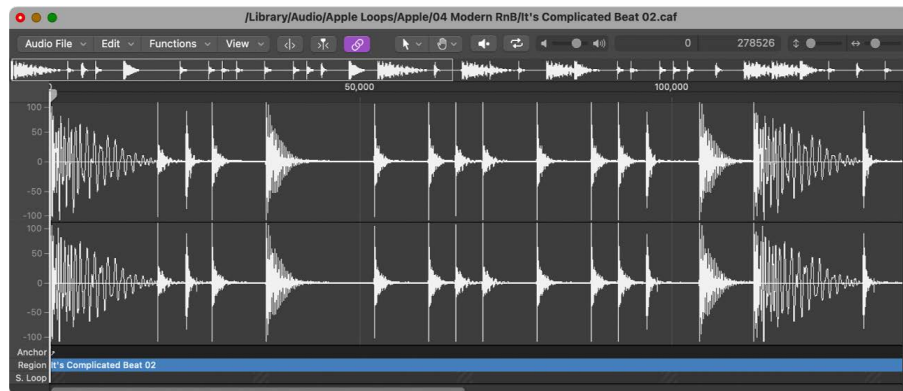 /Library/Audio/Apple Loops/Apple/04 Modern RnB/It's Complicated Beat 02.caf
Audio File Edit Functions View 0 278526
50,000 100,000
100
50
0
-50
-100
100
50
0
-50
-100
Anchor
Region It's Complicated Beat 02
S. Loop